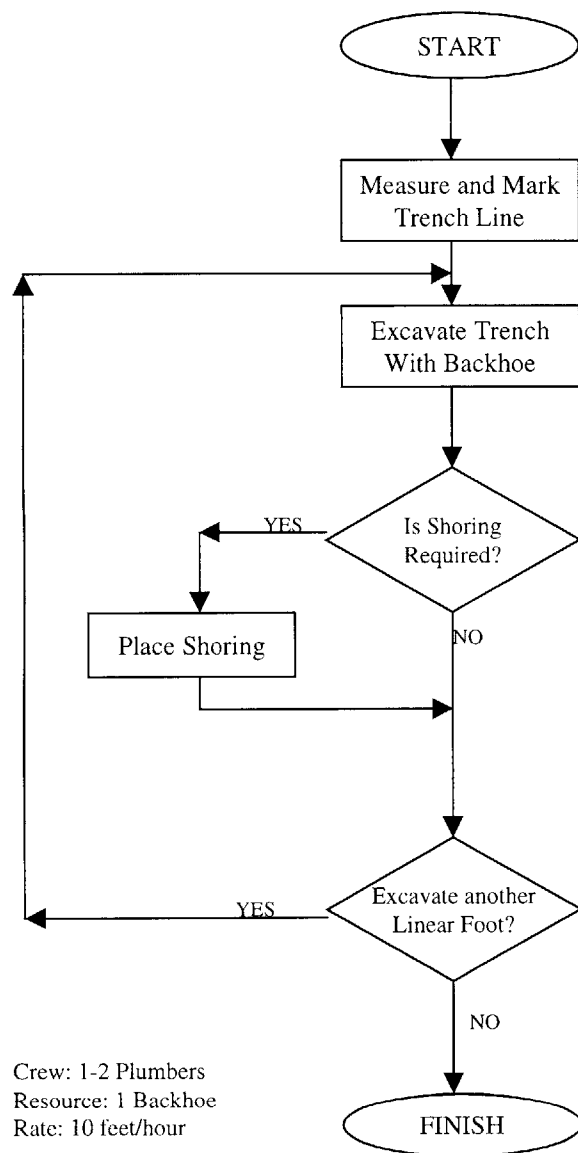 START
Measure and Mark
Trench Line
Excavate Trench
With Backhoe
Is Shoring
Required?
YES
Place Shoring
NO
Excavate another
Linear Foot?
YES
NO
Crew: 1-2 Plumbers
Resource: 1 Backhoe
Rate: 10 feet/hour
FINISH